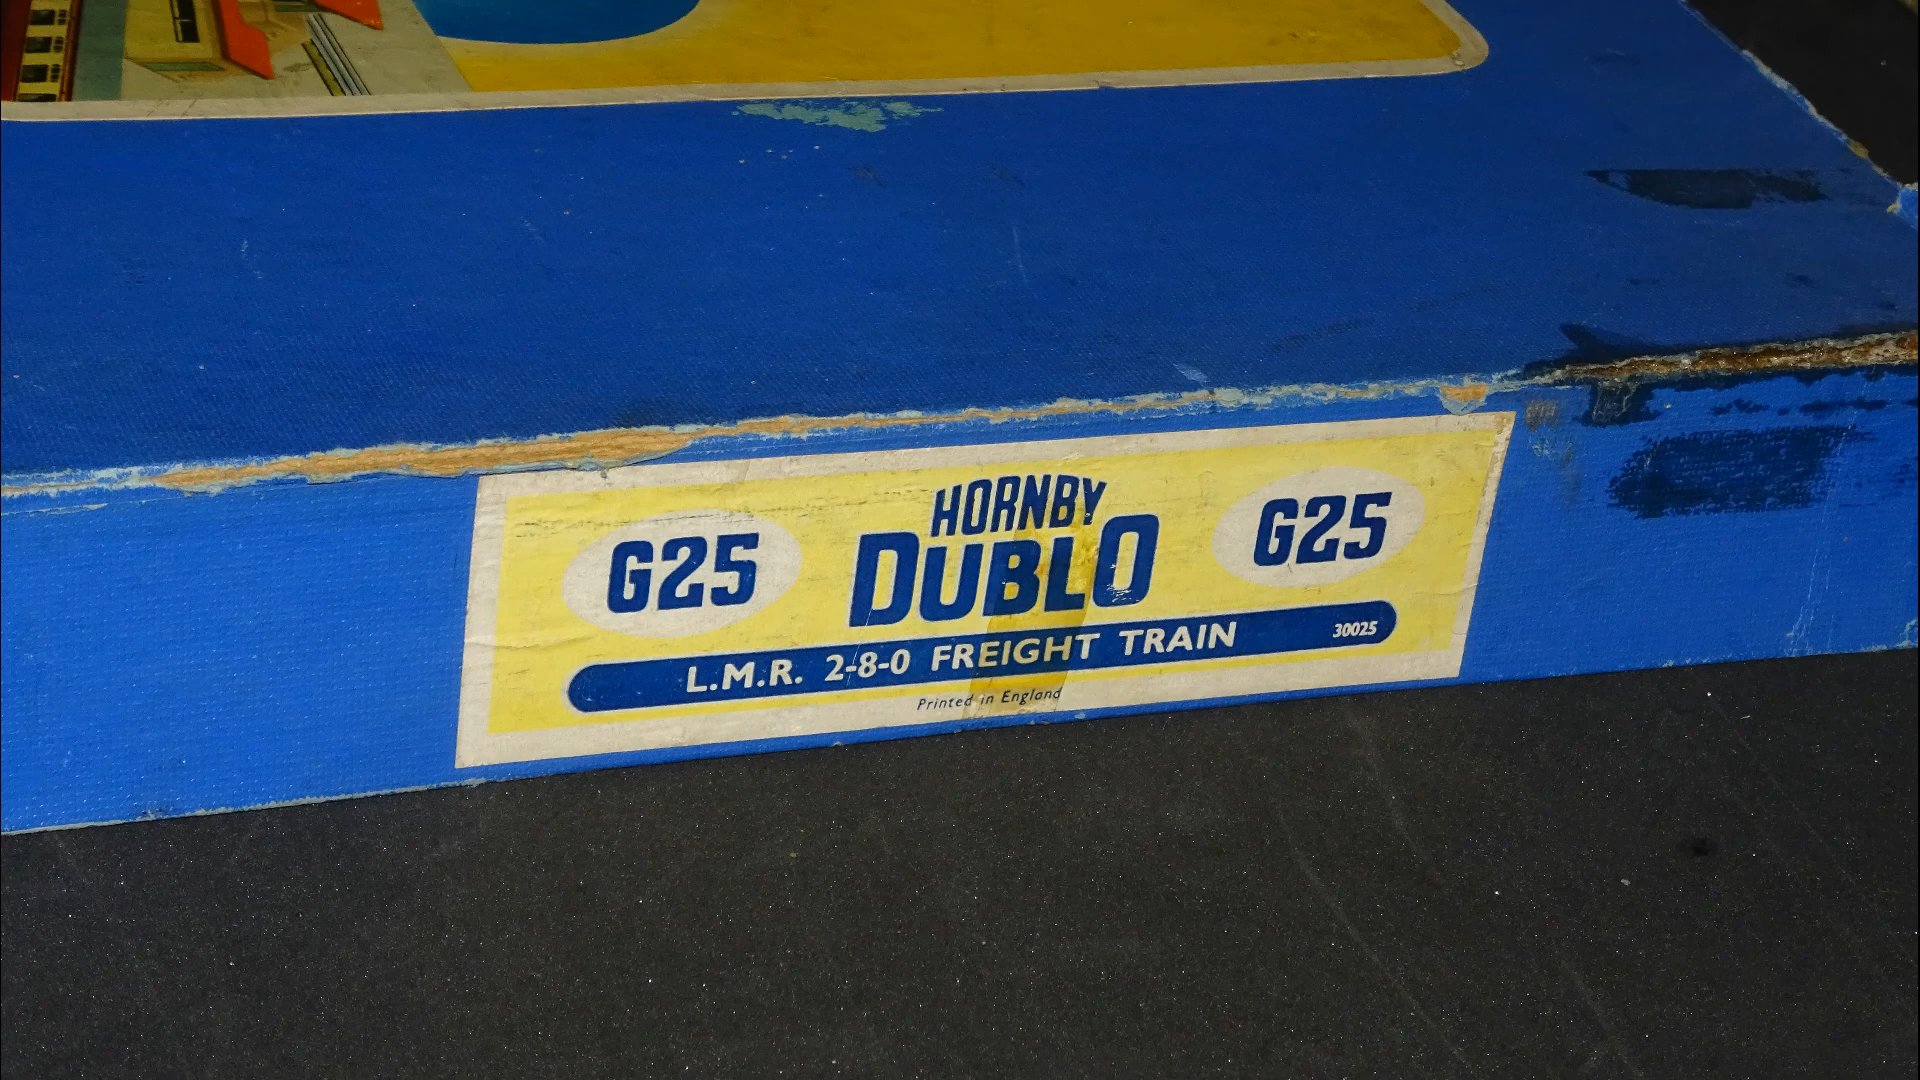 HORNBY
G25 DUBLO G25
L.M.R. 2-8-0 FREIGHT TRAIN 30025
Printed in England